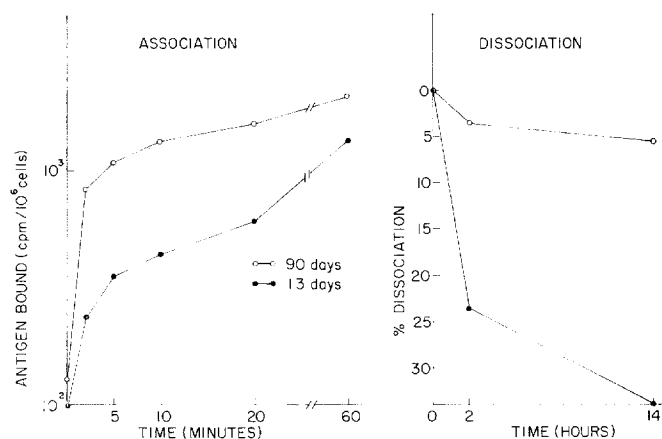 ASSOCIATION
ANTIGEN BOUND (cpm/10⁶ cells)
10³
10²
90 days
13 days
5
10
20
60
TIME (MINUTES)
DISSOCIATION
% DISSOCIATION
0
5
10
15
20
25
30
0
2
14
TIME (HOURS)